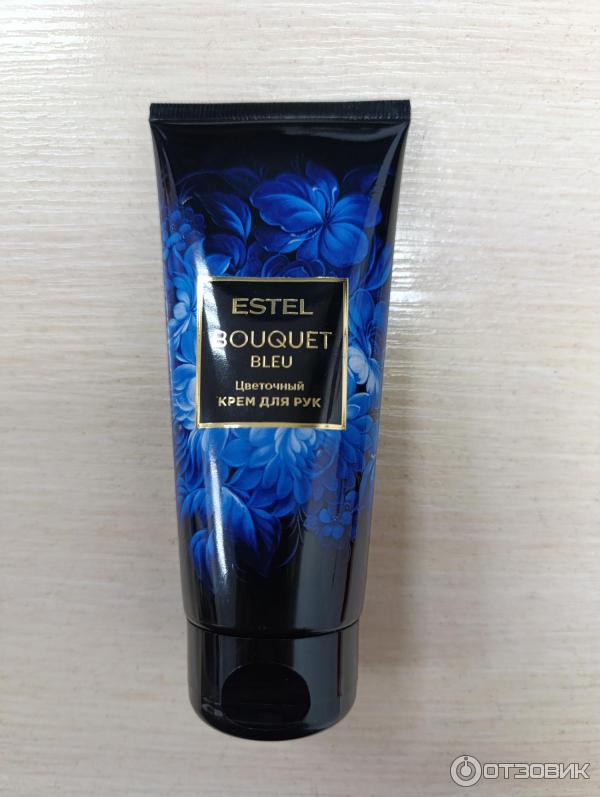 ESTEL
BOUQUET
BLEU
Цветочный
КРЕМ ДЛЯ РУК
ОТЗОВИК